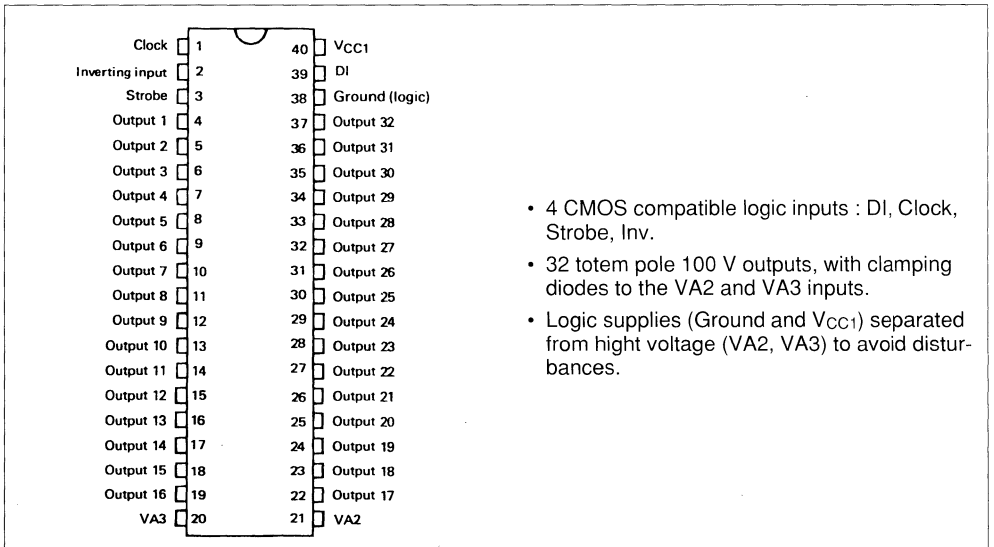 Clock 1 40 VCC1
Inverting input 2 39 DI
Strobe 3 38 Ground (logic)
Output 1 4 37 Output 32
Output 2 5 36 Output 31
Output 3 6 35 Output 30
Output 4 7 34 Output 29
Output 5 8 33 Output 28
Output 6 9 32 Output 27
Output 7 10 31 Output 26
Output 8 11 30 Output 25
Output 9 12 29 Output 24
Output 10 13 28 Output 23
Output 11 14 27 Output 22
Output 12 15 26 Output 21
Output 13 16 25 Output 20
Output 14 17 24 Output 19
Output 15 18 23 Output 18
Output 16 19 22 Output 17
VA3 20 21 VA2
• 4 CMOS compatible logic inputs : DI, Clock,
Strobe, Inv.
• 32 totem pole 100 V outputs, with clamping
diodes to the VA2 and VA3 inputs.
• Logic supplies (Ground and VCC1) separated
from hight voltage (VA2, VA3) to avoid distur-
bances.